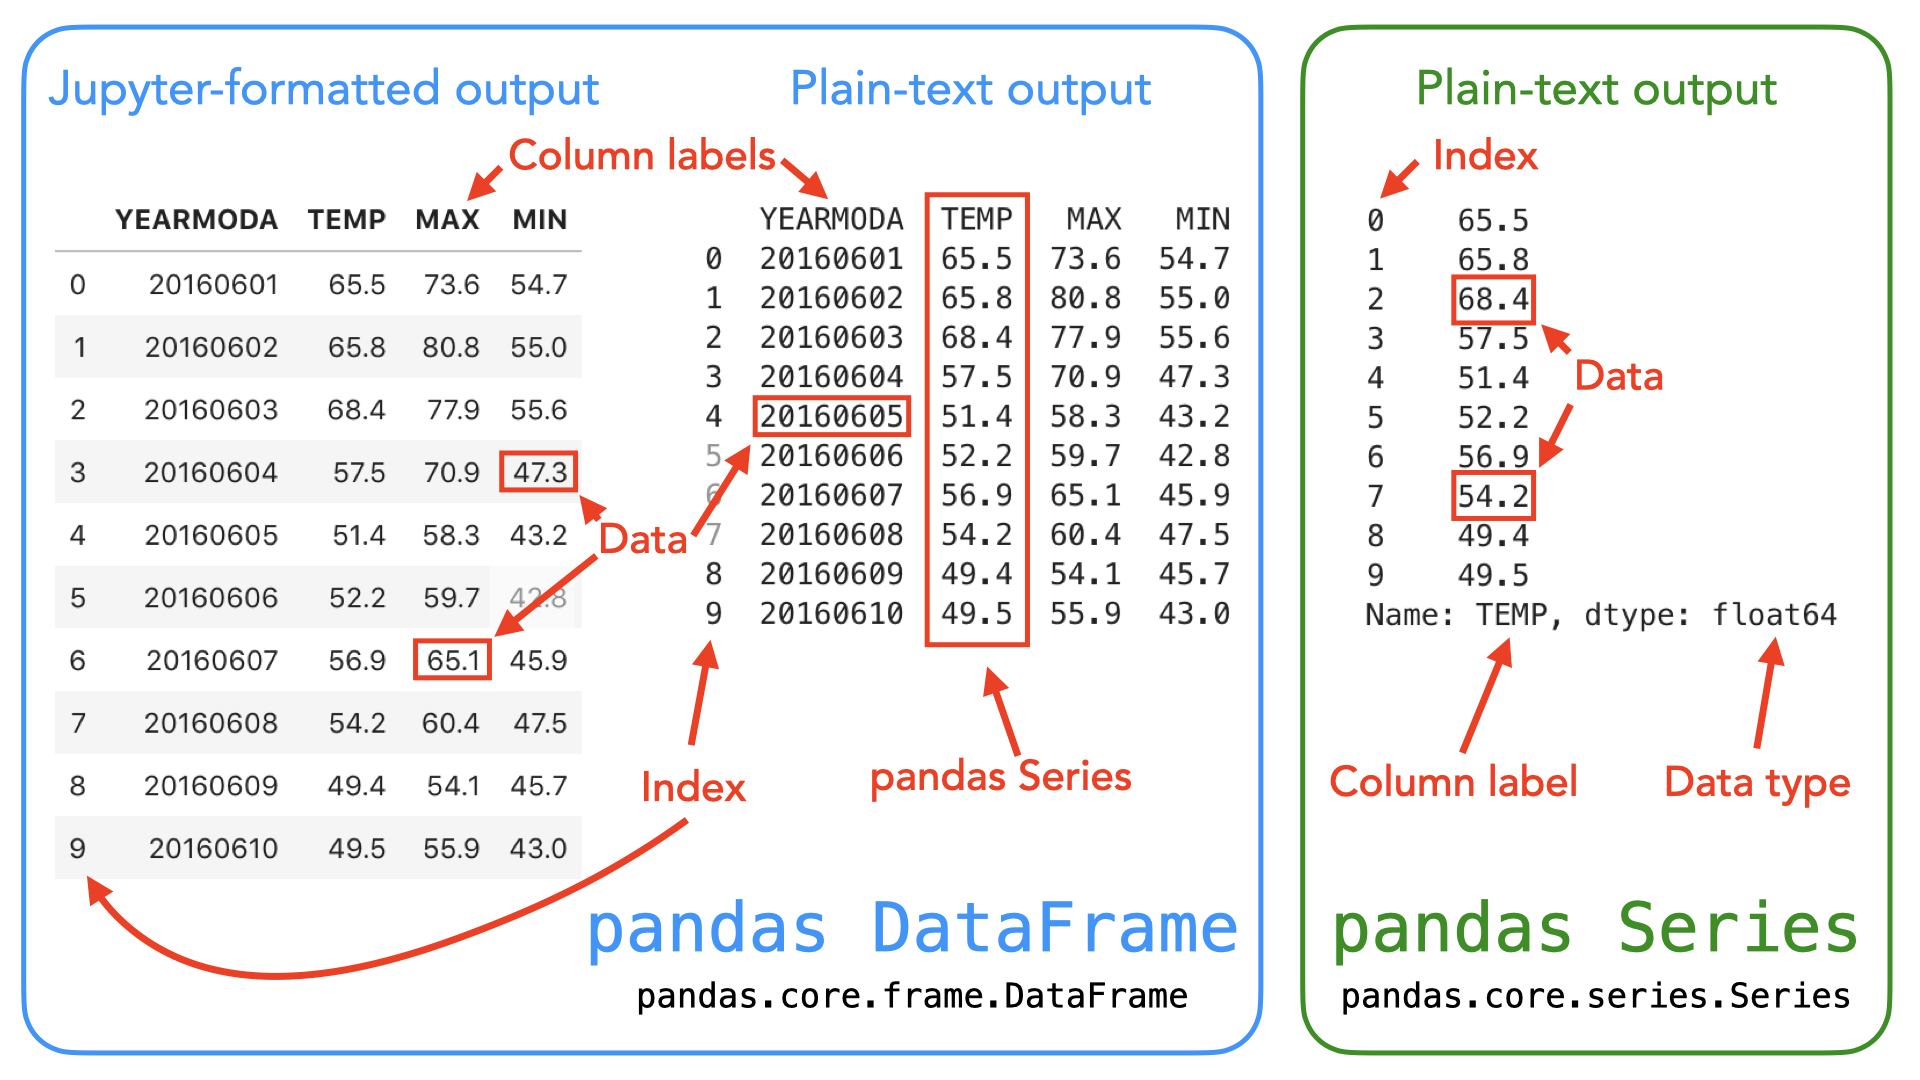 Jupyter-formatted output
Plain-text output
Column labels
YEARMODA TEMP MAX MIN
0 20160601 65.5 73.6 54.7
1 20160602 65.8 80.8 55.0
2 20160603 68.4 77.9 55.6
3 20160604 57.5 70.9 47.3
4 20160605 51.4 58.3 43.2
5 20160606 52.2 59.7 42.8
6 20160607 56.9 65.1 45.9
7 20160608 54.2 60.4 47.5
8 20160609 49.4 54.1 45.7
9 20160610 49.5 55.9 43.0
Data
YEARMODA TEMP MAX MIN
0 20160601 65.5 73.6 54.7
1 20160602 65.8 80.8 55.0
2 20160603 68.4 77.9 55.6
3 20160604 57.5 70.9 47.3
4 20160605 51.4 58.3 43.2
5 20160606 52.2 59.7 42.8
6 20160607 56.9 65.1 45.9
7 20160608 54.2 60.4 47.5
8 20160609 49.4 54.1 45.7
9 20160610 49.5 55.9 43.0
Index
pandas Series
pandas DataFrame
pandas.core.frame.DataFrame
Plain-text output
Index
0 65.5
1 65.8
2 68.4
3 57.5
4 51.4
5 52.2
6 56.9
7 54.2
8 49.4
9 49.5
Name: TEMP, dtype: float64
Data
Column label
Data type
pandas Series
pandas.core.series.Series